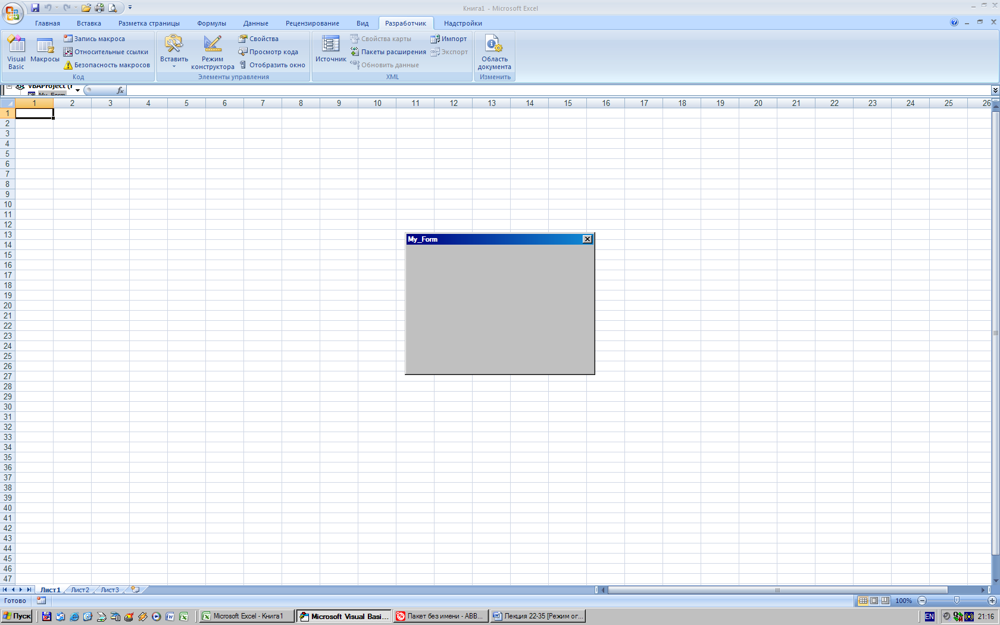 Книга1 - Microsoft Excel
Главная Вставка Разметка страницы Формулы Данные Рецензирование Вид Разработчик Надстройки
Visual Basic
Макросы
Запись макроса
Относительные ссылки
Безопасность макросов
Код
Вставить
Режим конструктора
Свойства
Просмотр кода
Отобразить окно
Элементы управления
Источник
Свойства карты
Пакеты расширения
Обновить данные
Импорт
Экспорт
XML
Область документа
Изменить
VBAProject (
My_Form
fx
1 2 3 4 5 6 7 8 9 10 11 12 13 14 15 16 17 18 19 20 21 22 23 24 25 26
1
2
3
4
5
6
7
8
9
10
11
12
13
14
15
16
17
18
19
20
21
22
23
24
25
26
27
28
29
30
31
32
33
34
35
36
37
38
39
40
41
42
43
44
45
46
47
My_Form
Лист1 Лист2 Лист3
Готово
100%
Пуск
Microsoft Excel - Книга1
Microsoft Visual Basi...
Пакет без имени - ABB...
Лекция 22-35 [Режим ог...
EN
21:16